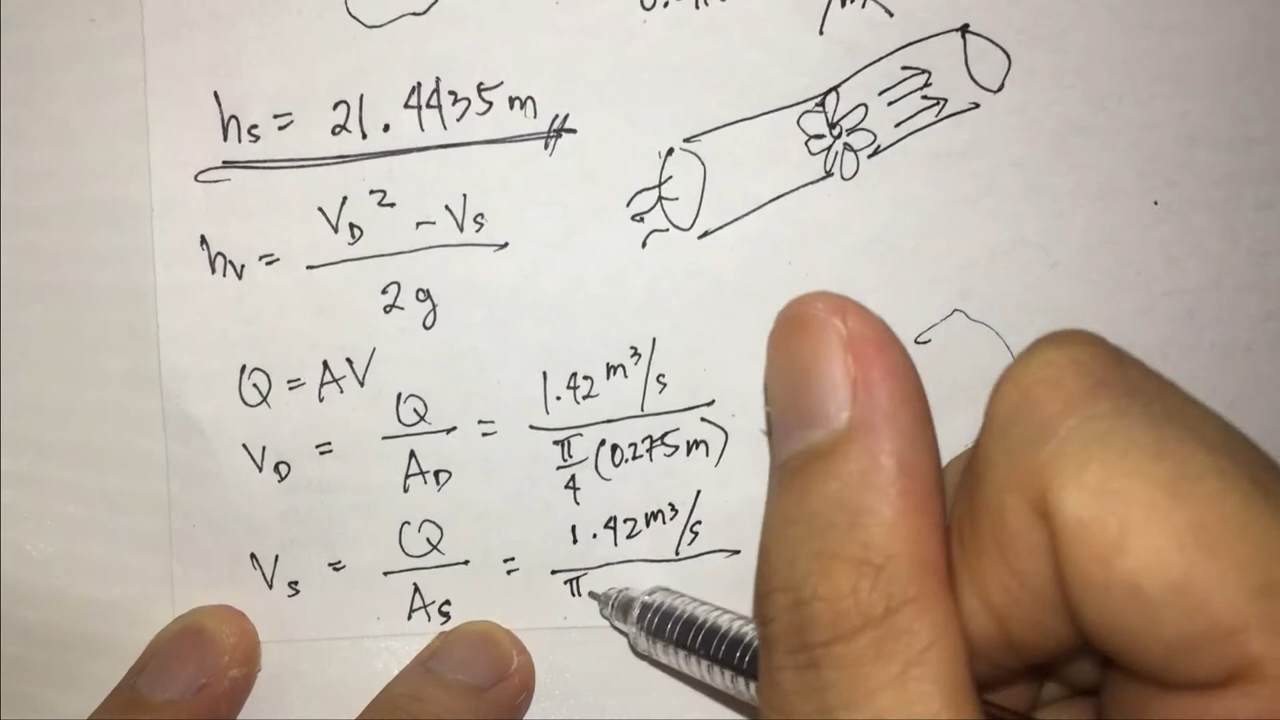 hs = 21.4435m
hv = VD² - Vs / 2g
Q = AV
VD = Q / AD = 1.42 m³/s / π/4 (0.275m)
Vs = Q / As = 1.42 m³/s / π